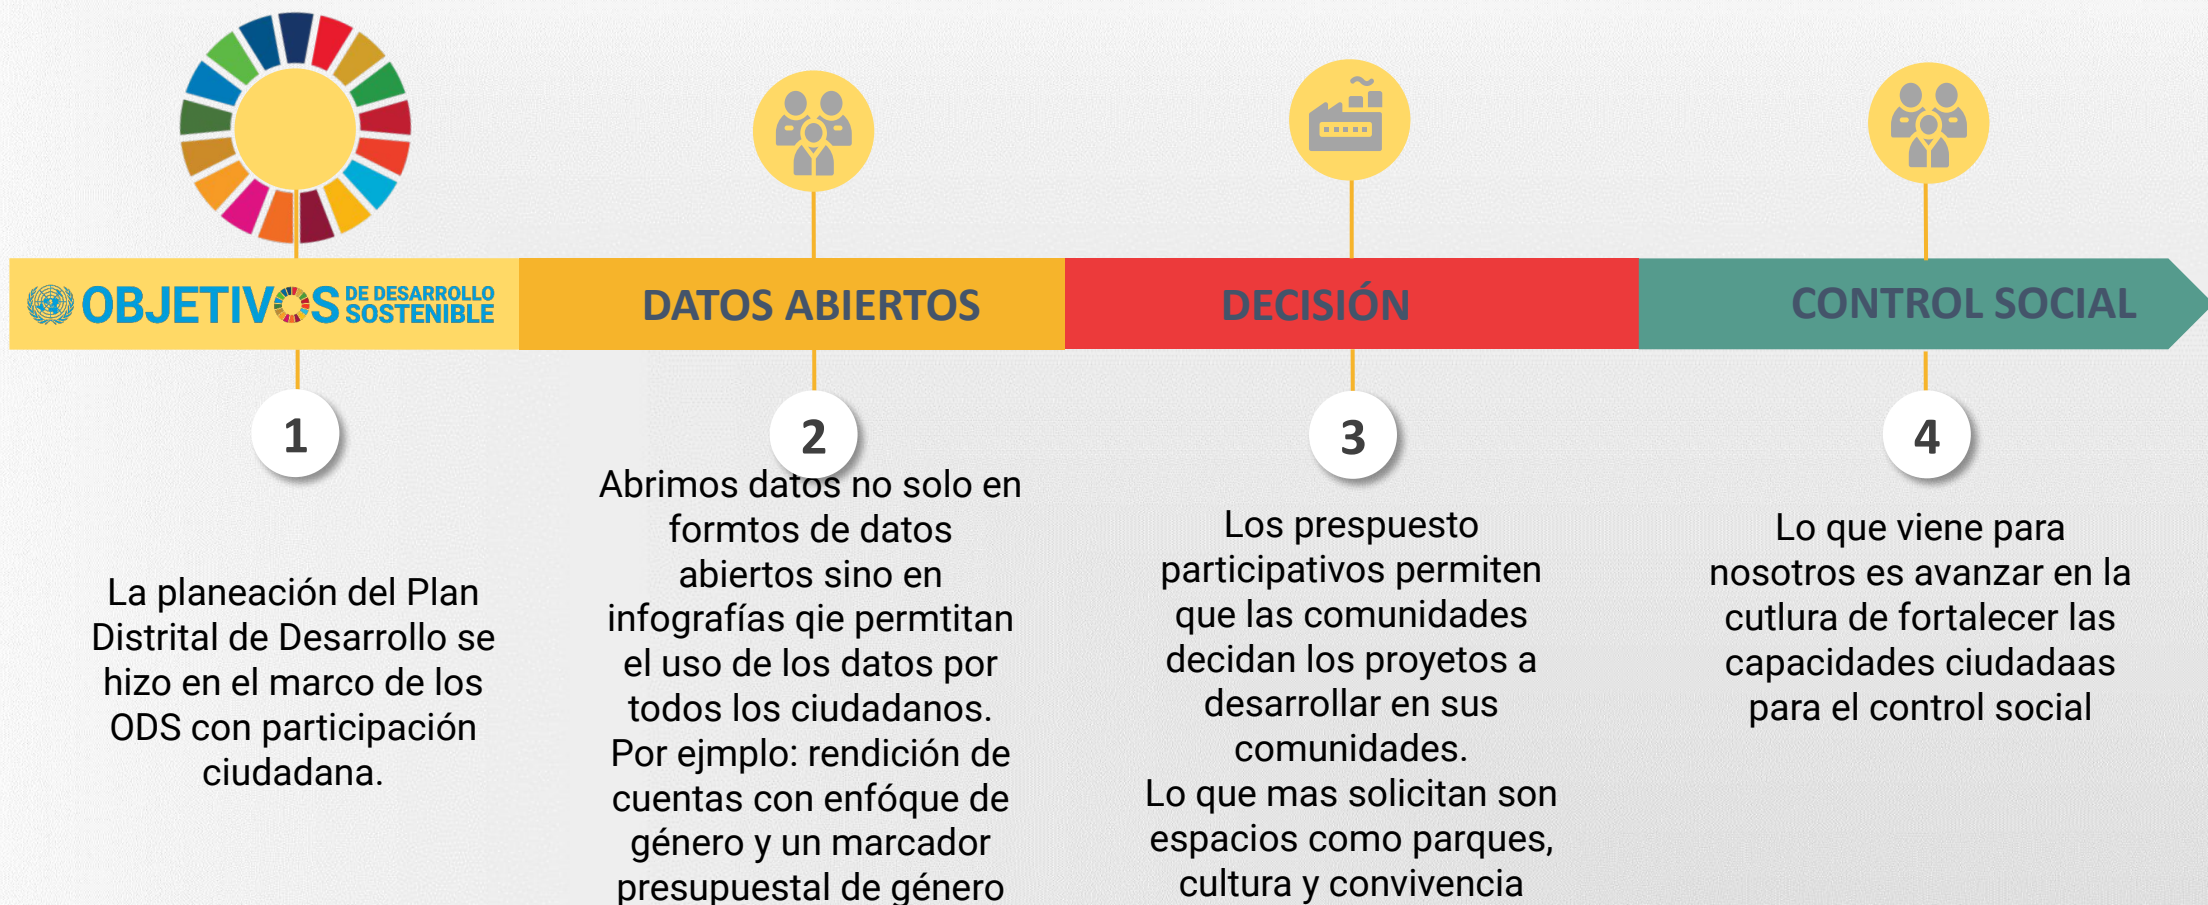 OBJETIVOS DE DESARROLLO
SOSTENIBLE
DATOS ABIERTOS
DECISIÓN
CONTROL SOCIAL
1
La planeación del Plan
Distrital de Desarrollo se
hizo en el marco de los
ODS con participación
ciudadana.
2
Abrimos datos no solo en
formtos de datos
abiertos sino en
infografías qie permtitan
el uso de los datos por
todos los ciudadanos.
Por ejmplo: rendición de
cuentas con enfóque de
género y un marcador
presupuestal de género
3
Los prespuesto
participativos permiten
que las comunidades
decidan los proyetos a
desarrollar en sus
comunidades.
Lo que mas solicitan son
espacios como parques,
cultura y convivencia
4
Lo que viene para
nosotros es avanzar en la
cutlura de fortalecer las
capacidades ciudadaas
para el control social